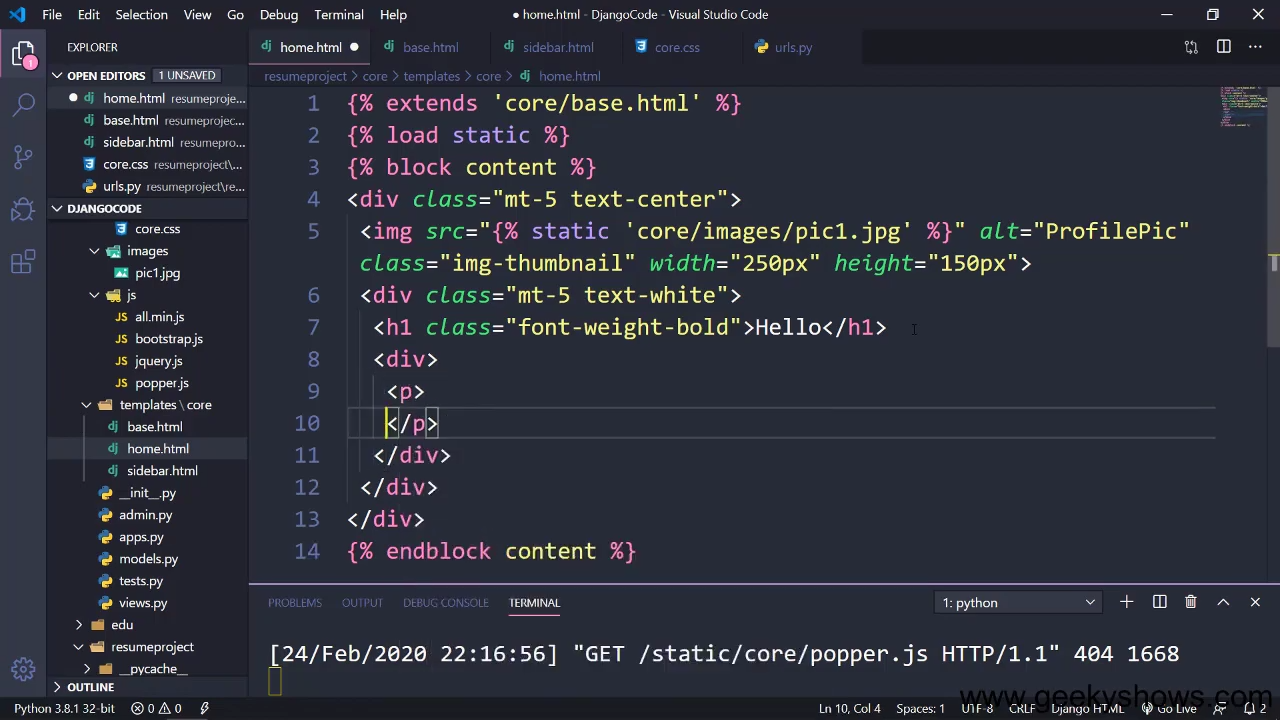 File Edit Selection View Go Debug Terminal Help
● home.html - DjangoCode - Visual Studio Code
EXPLORER
home.html base.html sidebar.html core.css urls.py
OPEN EDITORS 1 UNSAVED
home.html resumeproje...
base.html resumeprojec...
sidebar.html resumepro...
core.css resumeproject\...
urls.py resumeproject\re...
DJANGOCODE
core.css
images
pic1.jpg
js
all.min.js
bootstrap.js
jquery.js
popper.js
templates \ core
base.html
home.html
sidebar.html
__init__.py
admin.py
apps.py
models.py
tests.py
views.py
edu
resumeproject
__pycache__
OUTLINE
resumeproject › core › templates › core › home.html
1 {% extends 'core/base.html' %}
2 {% load static %}
3 {% block content %}
4 <div class="mt-5 text-center">
5 <img src="{% static 'core/images/pic1.jpg' %}" alt="ProfilePic"
class="img-thumbnail" width="250px" height="150px">
6 <div class="mt-5 text-white">
7 <h1 class="font-weight-bold">Hello</h1>
8 <div>
9 <p>
10 </p>
11 </div>
12 </div>
13 </div>
14 {% endblock content %}
PROBLEMS OUTPUT DEBUG CONSOLE TERMINAL
1: python
[24/Feb/2020 22:16:56] "GET /static/core/popper.js HTTP/1.1" 404 1668
www.geekyshows.com
Python 3.8.1 32-bit 0 0
Ln 10, Col 4 Spaces: 1 UTF-8 CRLF Django HTML Go Live 2
1